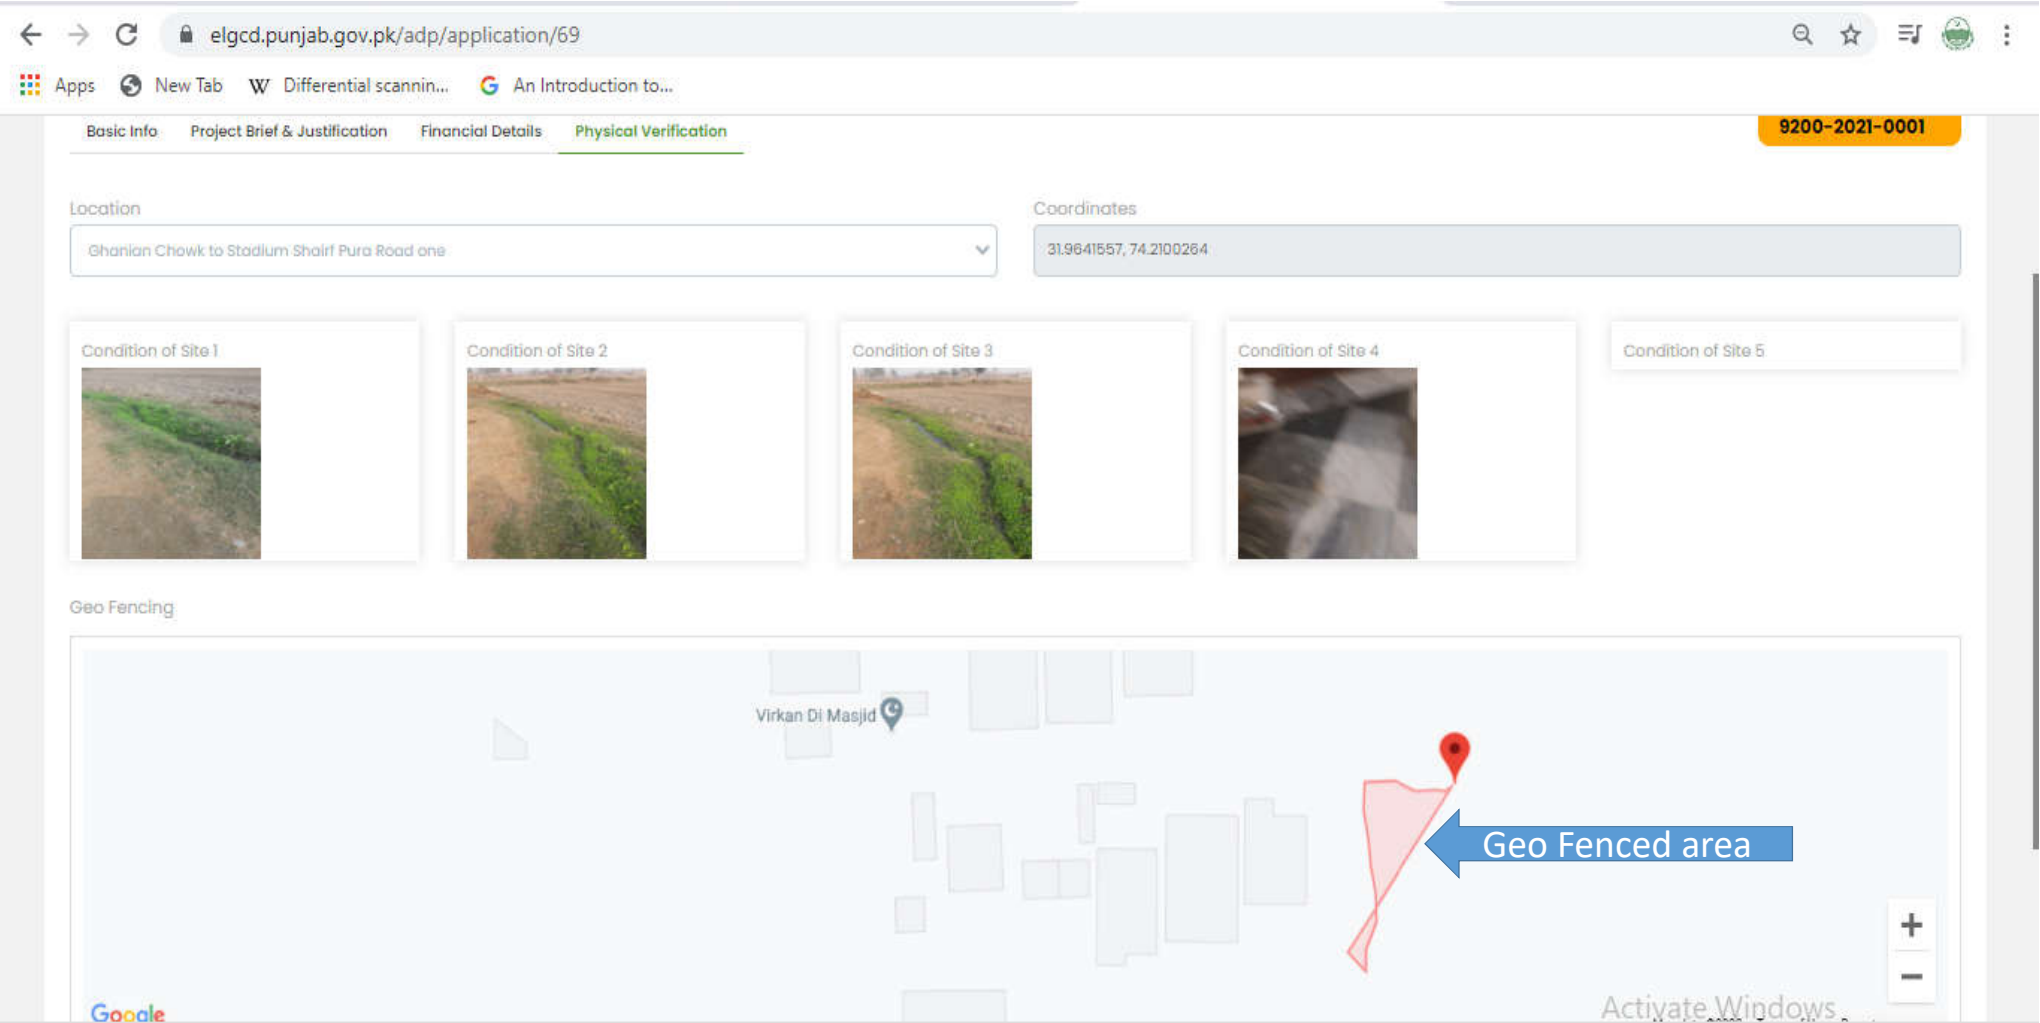 elgcd.punjab.gov.pk/adp/application/69
Apps New Tab W Differential scannin... G An Introduction to...
Basic Info Project Brief & Justification Financial Details Physical Verification
9200-2021-0001
Location Coordinates
Ghanian Chowk to Stadium Shairf Pura Road one 31.9641557, 74.2100264
Condition of Site 1 Condition of Site 2 Condition of Site 3 Condition of Site 4 Condition of Site 5
Geo Fencing
Virkan Di Masjid
Geo Fenced area
+
−
Google
Activate Windows